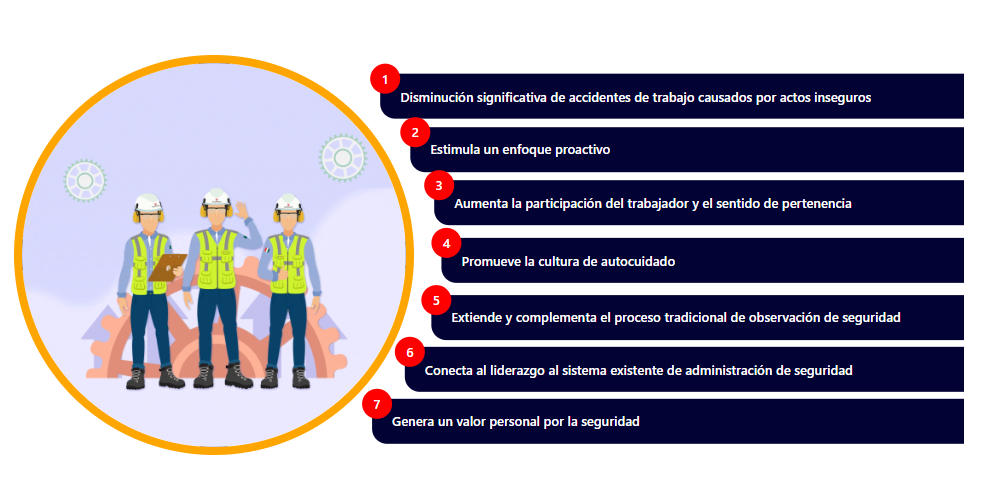 1
Disminución significativa de accidentes de trabajo causados por actos inseguros
2
Estimula un enfoque proactivo
3
Aumenta la participación del trabajador y el sentido de pertenencia
4
Promueve la cultura de autocuidado
5
Extiende y complementa el proceso tradicional de observación de seguridad
6
Conecta al liderazgo al sistema existente de administración de seguridad
7
Genera un valor personal por la seguridad